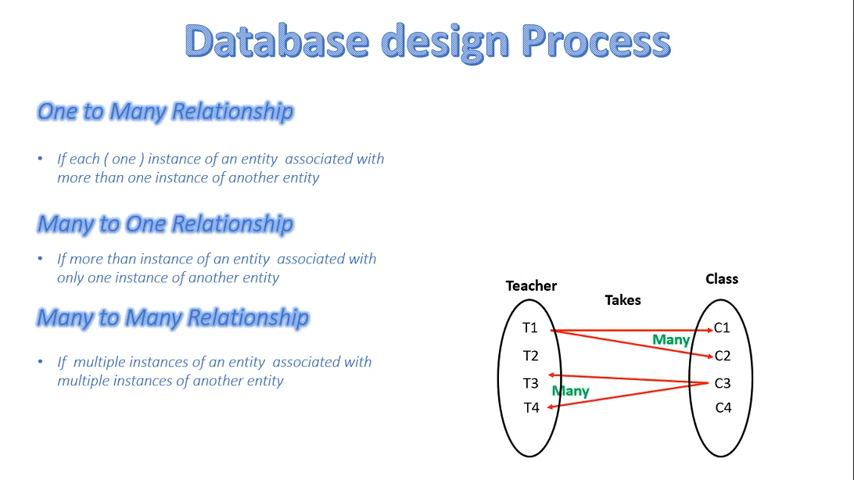 Database design Process
One to Many Relationship
• If each ( one ) instance of an entity associated with
more than one instance of another entity
Many to One Relationship
• If more than instance of an entity associated with
only one instance of another entity
Many to Many Relationship
• If multiple instances of an entity associated with
multiple instances of another entity
Teacher
Takes
Class
T1
T2
T3
T4
Many
Many
C1
C2
C3
C4